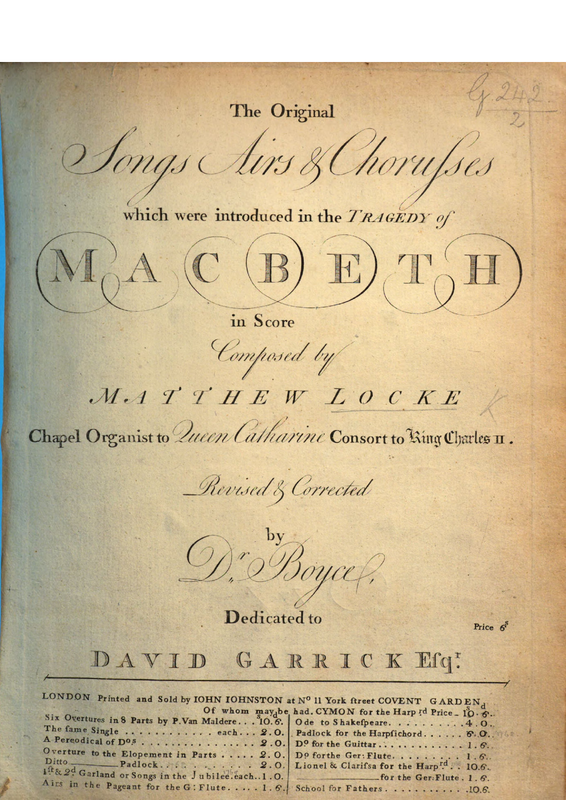 G. 242
2
The Original
Songs Airs & Chorusses
which were introduced in the TRAGEDY of
MACBETH
in Score
Composed by
MATTHEW LOCKE
Chapel Organist to Queen Catharine Consort to King Charles II.
Revised & Corrected
by
Dr. Boyce.
Dedicated to
Price 6s
DAVID GARRICK Esqr.
LONDON Printed and Sold by IOHN IOHNSTON at No 11 York street COVENT GARDEN
Of whom may be had. CYMON for the Harpd Price 10.6.
Six Overtures in 8 Parts by P. Van Maldere...10.6.
The same Single............each...2.0.
A Pereodical of Dos..............2.0.
Overture to the Elopement in Parts.....2.0.
Ditto Padlock..............2.0.
1st & 2d Garland or Songs in the Jubilee.each..1.0.
Airs in the Pageant for the G: Flute.....1.6.
Ode to Shakespeare..........4.0.
Padlock for the Harpsichord......6.0.
Do for the Guittar............1.6.
Do for the Ger: Flute..........1.6.
Lionel & Clarissa for the Harprd..10.6.
for the Ger: Flute.1.6.
School for Fathers..........10.6.